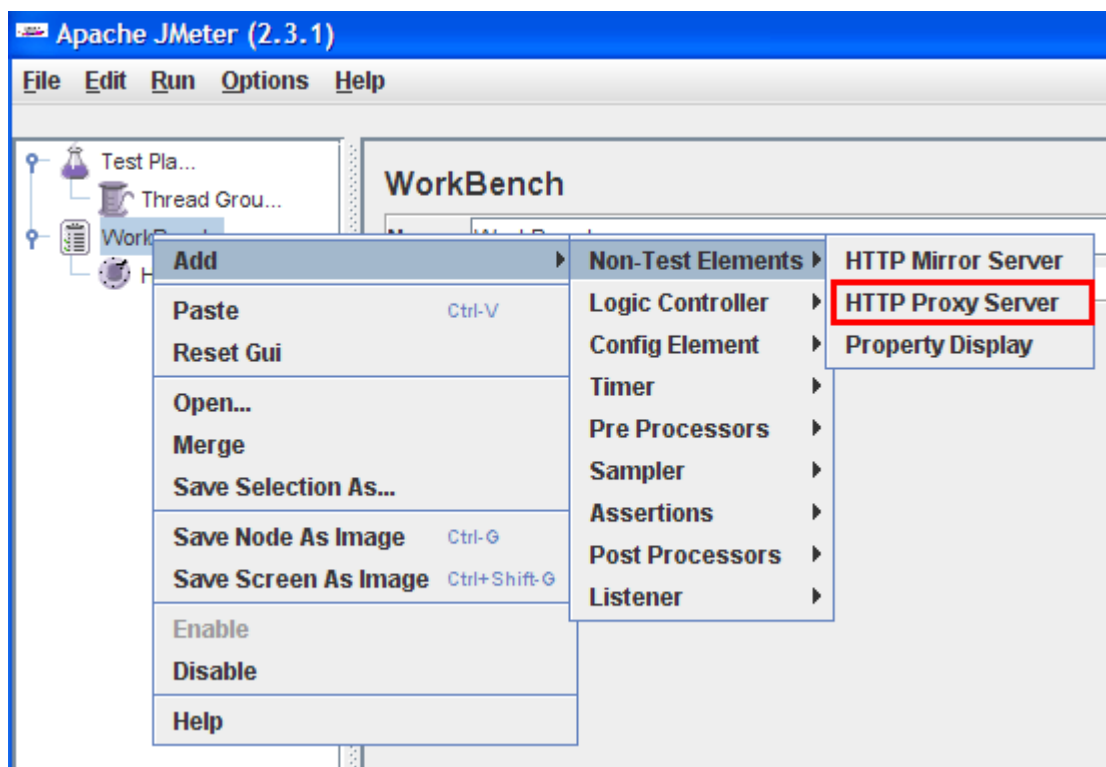 Apache JMeter (2.3.1)
File Edit Run Options Help
Test Pla...
Thread Grou...
WorkBench
Add
Paste Ctrl-V
Reset Gui
Open...
Merge
Save Selection As...
Save Node As Image Ctrl-G
Save Screen As Image Ctrl+Shift-G
Enable
Disable
Help
Non-Test Elements
Logic Controller
Config Element
Timer
Pre Processors
Sampler
Assertions
Post Processors
Listener
HTTP Mirror Server
HTTP Proxy Server
Property Display